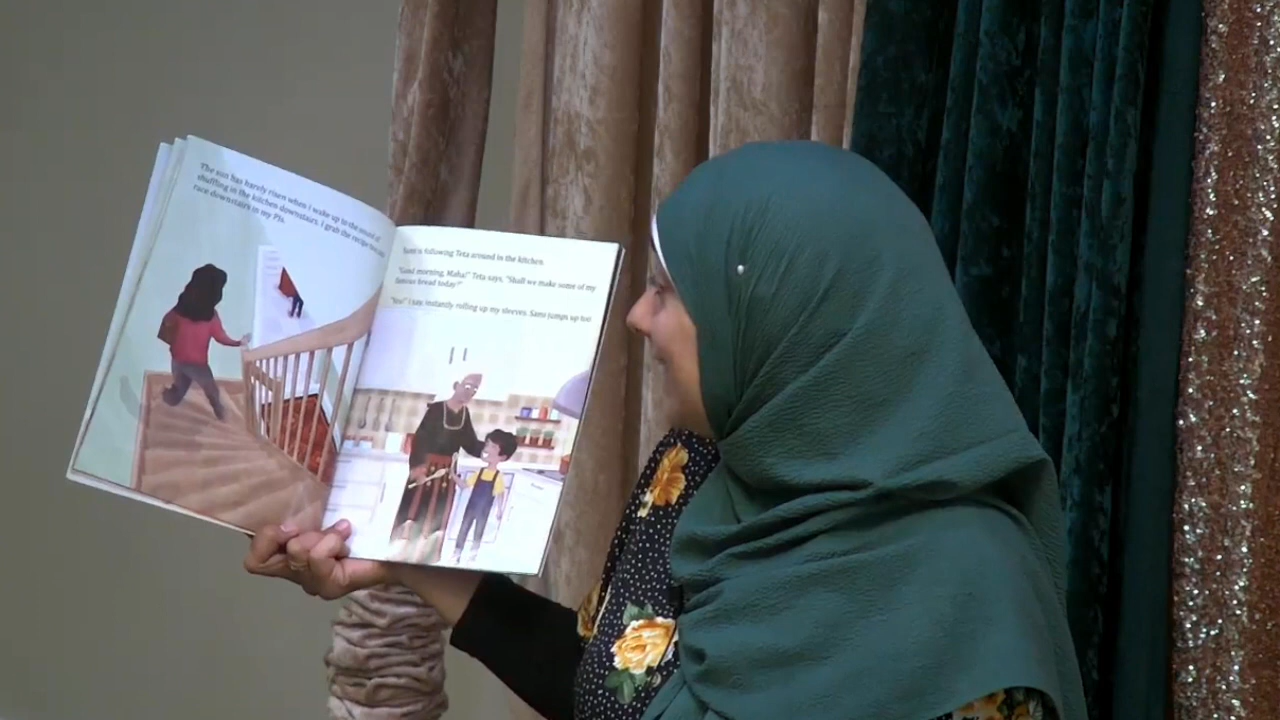 The sun has barely risen when I wake up to the sound of
shuffling in the kitchen downstairs. I grab the recipe
race downstairs in my PJs.
Sami is following Teta around in the kitchen.
"Good morning, Maha!" Teta says. "Shall we make some of my
famous bread today?"
"Yes!" I say, instantly rolling up my sleeves. Sami jumps up too